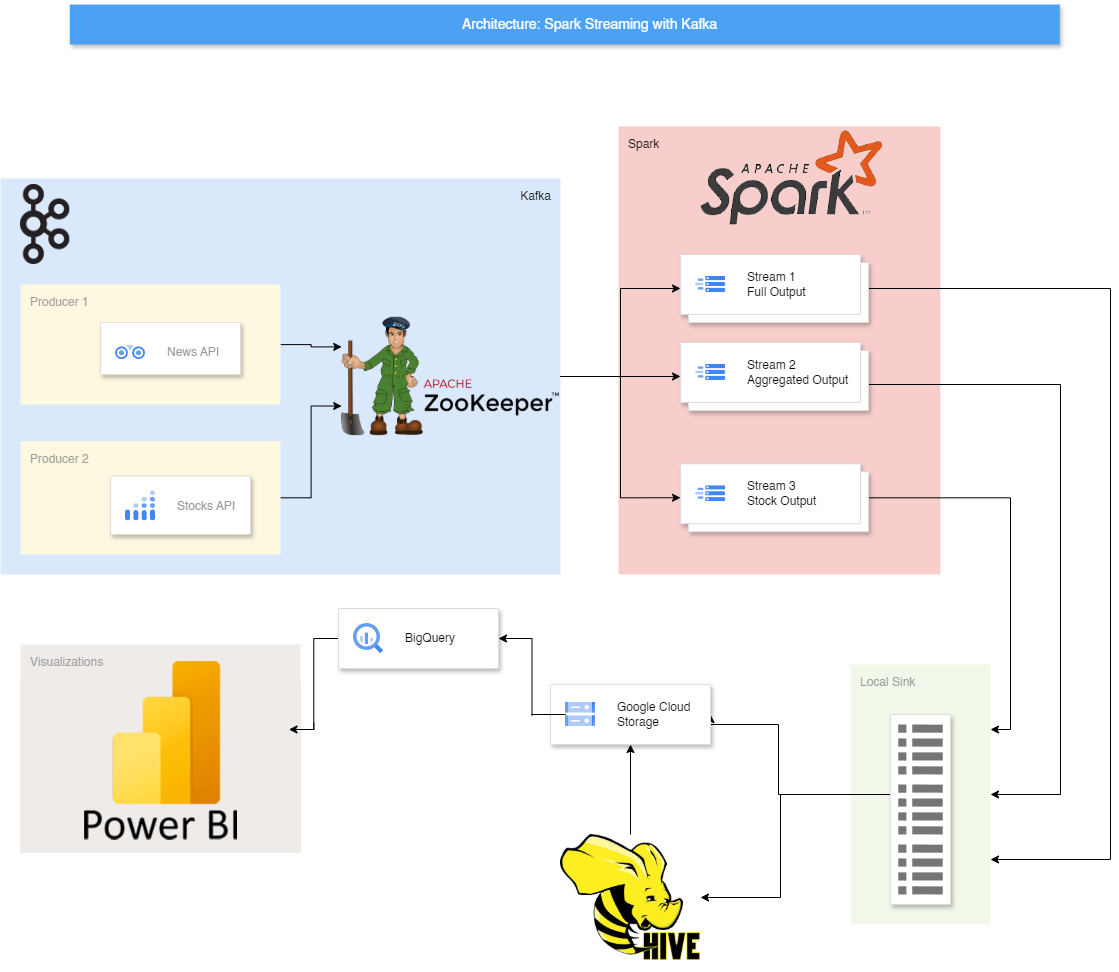 Architecture: Spark Streaming with Kafka
Spark
APACHE
Spark
TM
Kafka
Producer 1
News API
ZOO
APACHE
ZooKeeper™
Producer 2
Stocks API
Stream 1
Full Output
Stream 2
Aggregated Output
Stream 3
Stock Output
BigQuery
Visualizations
Power BI
Google Cloud
Storage
Local Sink
HIVE